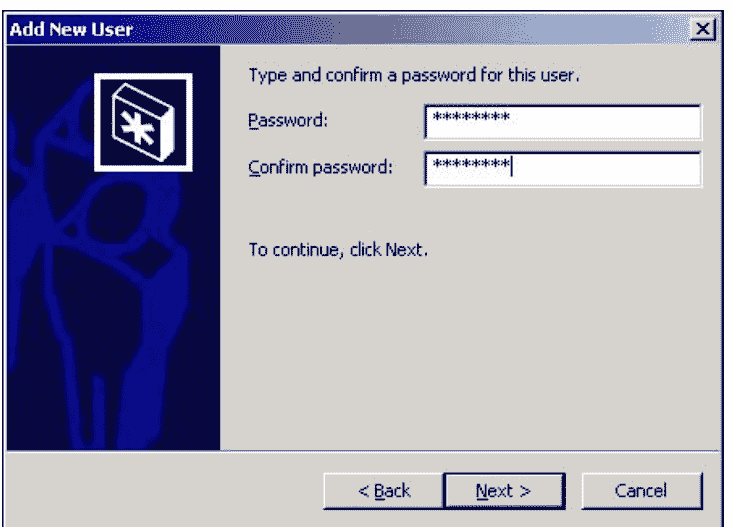 Add New User
Type and confirm a password for this user.
Password: ********
Confirm password: ********
To continue, click Next.
< Back Next > Cancel